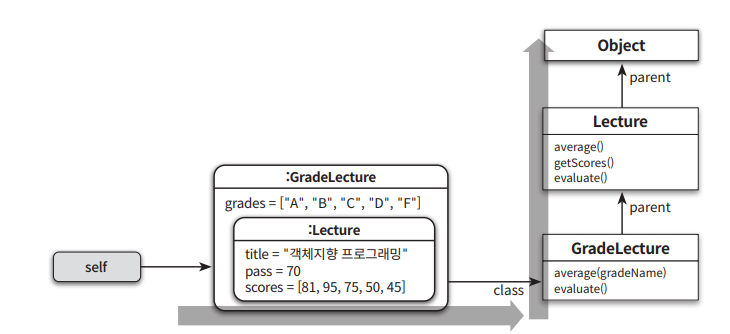 Object
parent
Lecture
average()
getScores()
evaluate()
parent
GradeLecture
average(gradeName)
evaluate()
:GradeLecture
grades = ["A", "B", "C", "D", "F"]
:Lecture
title = "객체지향 프로그래밍"
pass = 70
scores = [81, 95, 75, 50, 45]
self
class